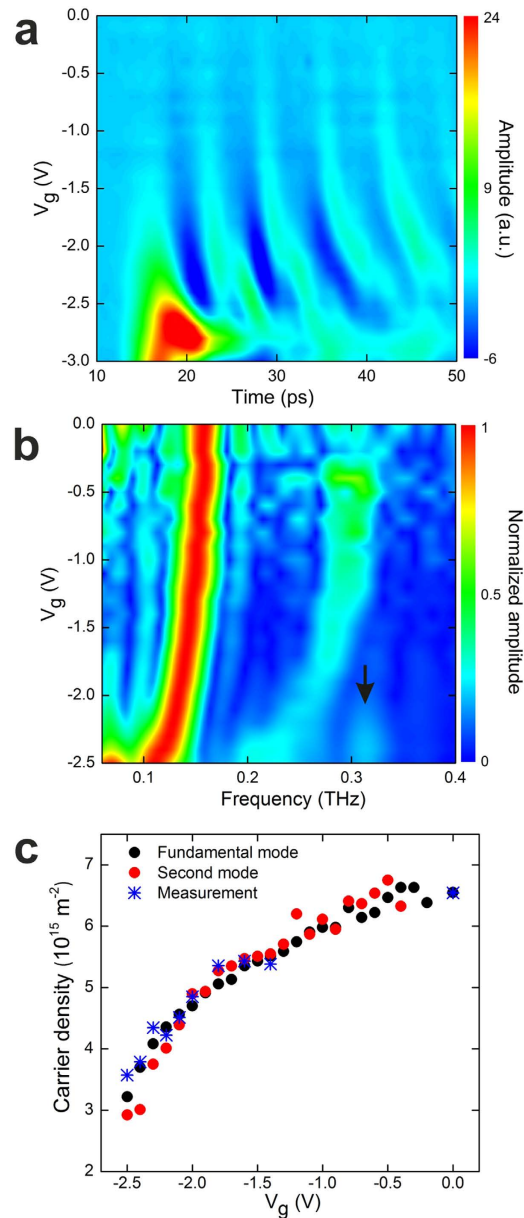 a
0.0
-0.5
-1.0
-1.5
-2.0
-2.5
-3.0
Vg (V)
10 20 30 40 50
Time (ps)
24
9
-6
Amplitude (a.u.)
b
0.0
-0.5
-1.0
-1.5
-2.0
-2.5
Vg (V)
0.1 0.2 0.3 0.4
Frequency (THz)
1
0.5
0
Normalized amplitude
c
Fundamental mode
Second mode
Measurement
8
7
6
5
4
3
2
Carrier density (10^15 m^-2)
-2.5 -2.0 -1.5 -1.0 -0.5 0.0
Vg (V)